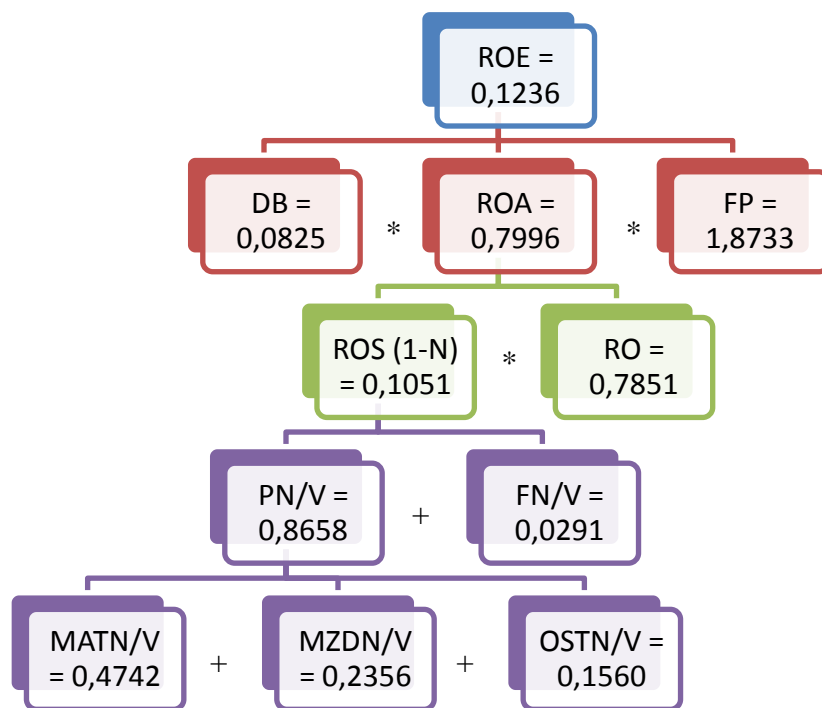 ROE =
0,1236
DB =
0,0825
*
ROA =
0,7996
*
FP =
1,8733
ROS (1-N)
= 0,1051
*
RO =
0,7851
PN/V =
0,8658
+
FN/V =
0,0291
MATN/V
= 0,4742
+
MZDN/V
= 0,2356
+
OSTN/V =
0,1560